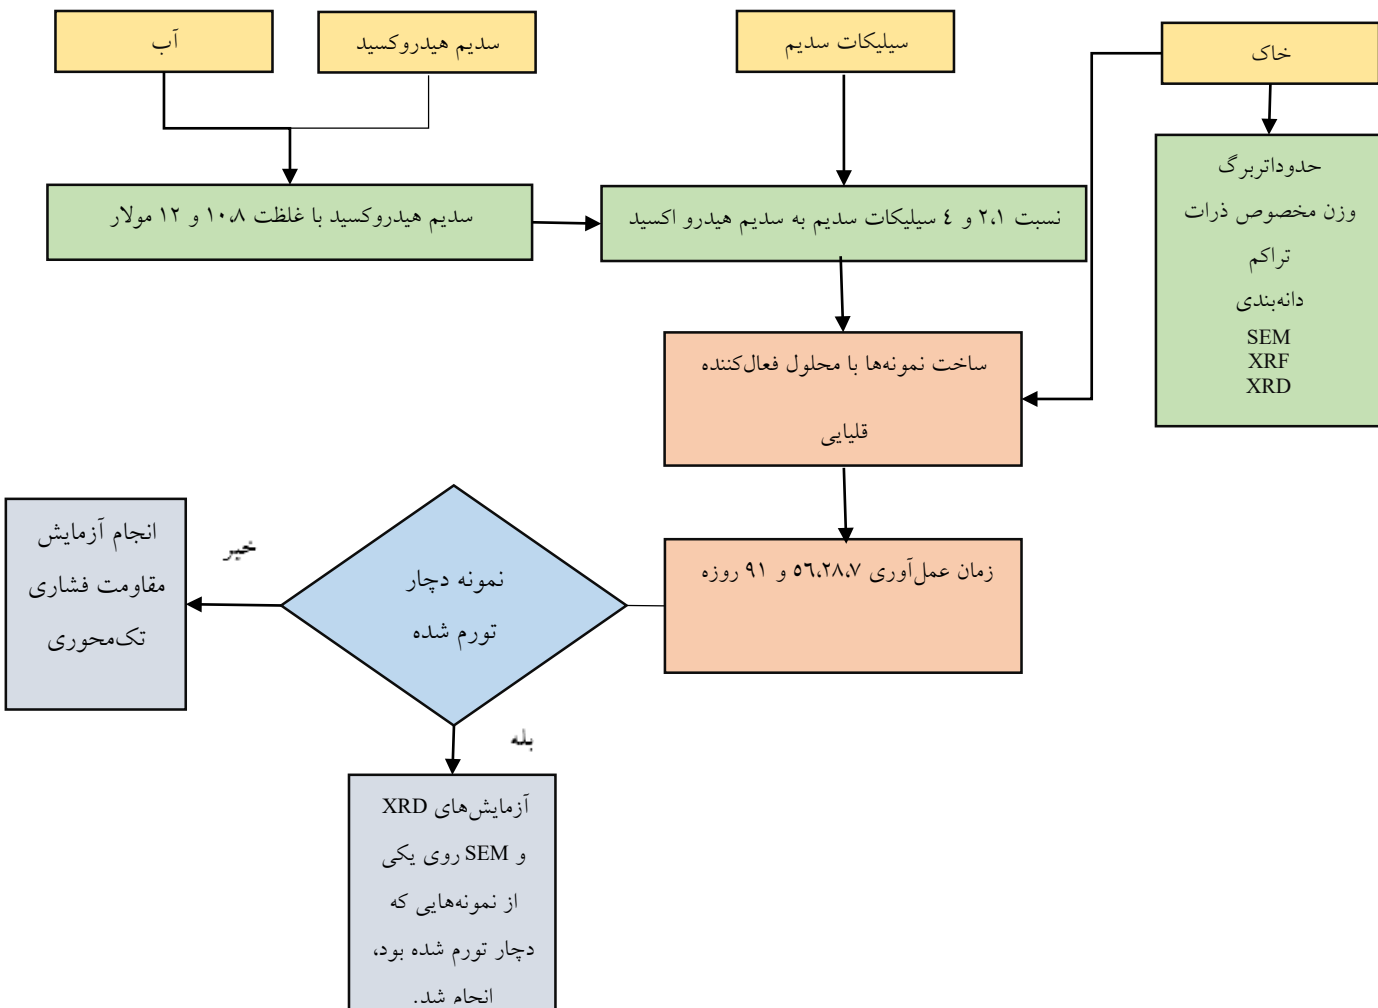 خاک
سیلیکات سدیم
سدیم هیدروکسید
آب
حدوداتربرگ
وزن مخصوص ذرات
تراکم
دانه‌بندی
SEM
XRF
XRD
نسبت ۲،۱ و ٤ سیلیکات سدیم به سدیم هیدرو اکسید
سدیم هیدروکسید با غلظت ۱۰،۸ و ۱۲ مولار
ساخت نمونه‌ها با محلول فعال‌کننده
قلیایی
زمان عمل‌آوری ٥٦،۲۸،۷ و ۹۱ روزه
نمونه دچار
تورم شده
خیر
انجام آزمایش
مقاومت فشاری
تک‌محوری
بله
آزمایش‌های XRD
و SEM روی یکی
از نمونه‌هایی که
دچار تورم شده بود،
انجام شد.